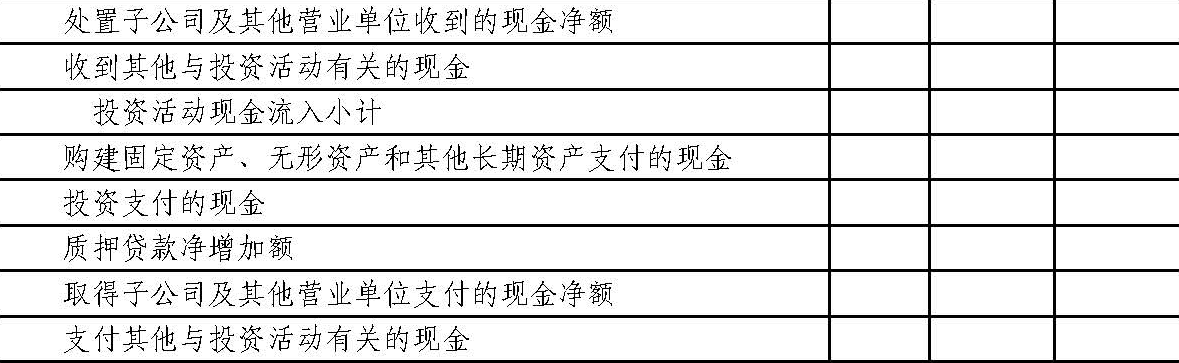 处置子公司及其他营业单位收到的现金净额
收到其他与投资活动有关的现金
投资活动现金流入小计
购建固定资产、无形资产和其他长期资产支付的现金
投资支付的现金
质押贷款净增加额
取得子公司及其他营业单位支付的现金净额
支付其他与投资活动有关的现金